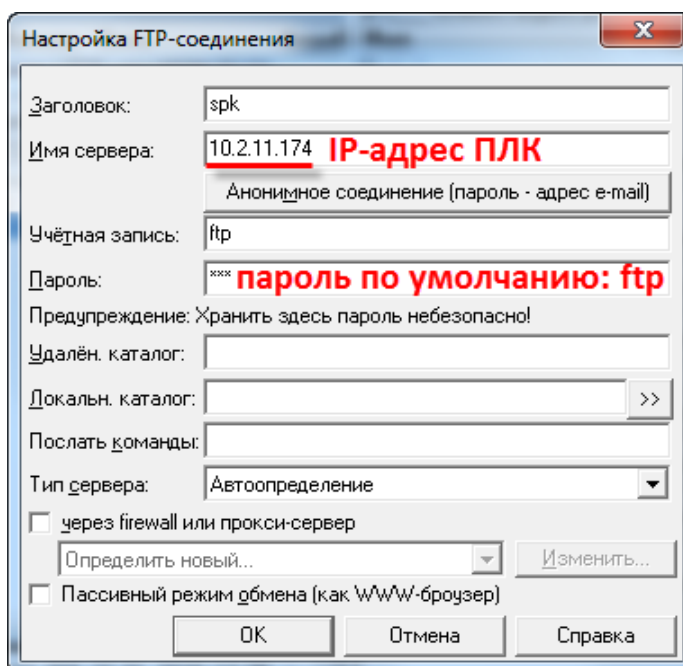 Настройка FTP-соединения
Заголовок: spk
Имя сервера: 10.2.11.174 IP-адрес ПЛК
Анонимное соединение (пароль - адрес e-mail)
Учётная запись: ftp
Пароль: *** пароль по умолчанию: ftp
Предупреждение: Хранить здесь пароль небезопасно!
Удалён. каталог:
Локальн. каталог: >>
Послать команды:
Тип сервера: Автоопределение
через firewall или прокси-сервер
Определить новый... Изменить...
Пассивный режим обмена (как WWW-броузер)
OK Отмена Справка